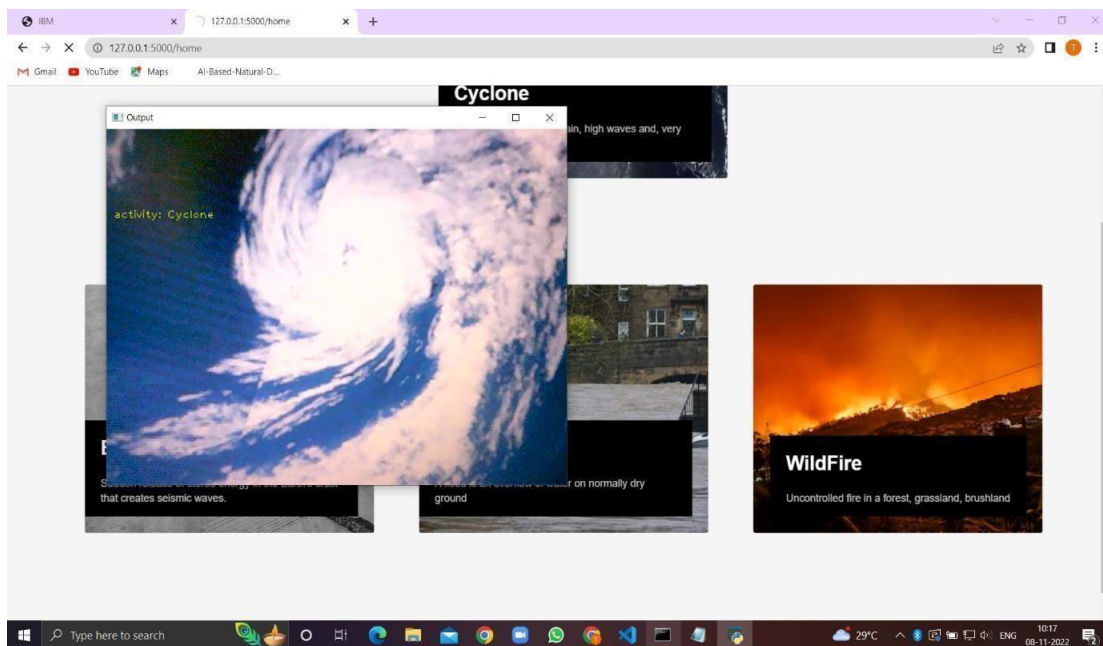 IBM
127.0.0.1:5000/home
127.0.0.1:5000/home
Gmail
YouTube
Maps
AI-Based-Natural-D...
T
Cyclone
ain, high waves and, very
Output
activity: Cyclone
E
that creates seismic waves.
on normally dry
ground
WildFire
Uncontrolled fire in a forest, grassland, brushland
Type here to search
29°C
ENG
10:17
08-11-2022
2